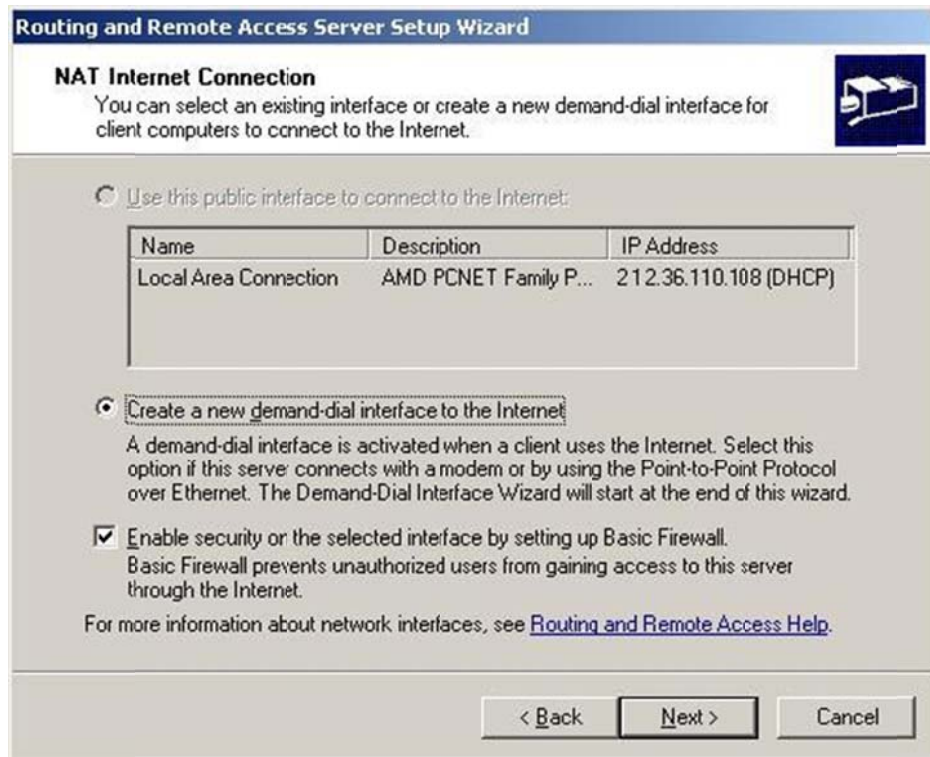 Routing and Remote Access Server Setup Wizard
NAT Internet Connection
You can select an existing interface or create a new demand-dial interface for
client computers to connect to the Internet.
Use this public interface to connect to the Internet:
Name Description IP Address
Local Area Connection AMD PCNET Family P... 212.36.110.108 (DHCP)
Create a new demand-dial interface to the Internet
A demand-dial interface is activated when a client uses the Internet. Select this
option if this server connects with a modem or by using the Point-to-Point Protocol
over Ethernet. The Demand-Dial Interface Wizard will start at the end of this wizard.
Enable security or the selected interface by setting up Basic Firewall.
Basic Firewall prevents unauthorized users from gaining access to this server
through the Internet.
For more information about network interfaces, see Routing and Remote Access Help.
< Back Next > Cancel